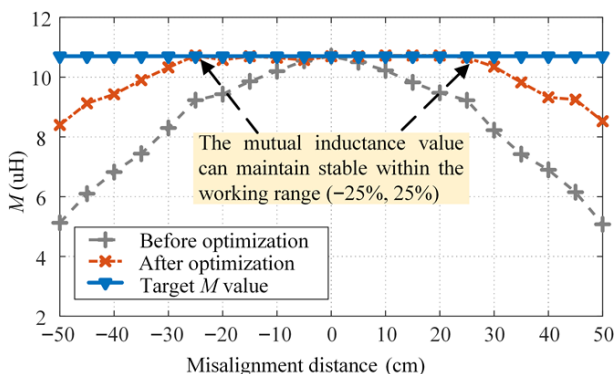 12
10
8
6
4
2
M (uH)
The mutual inductance value
can maintain stable within the
working range (−25%, 25%)
Before optimization
After optimization
Target M value
−50 −40 −30 −20 −10 0 10 20 30 40 50
Misalignment distance (cm)